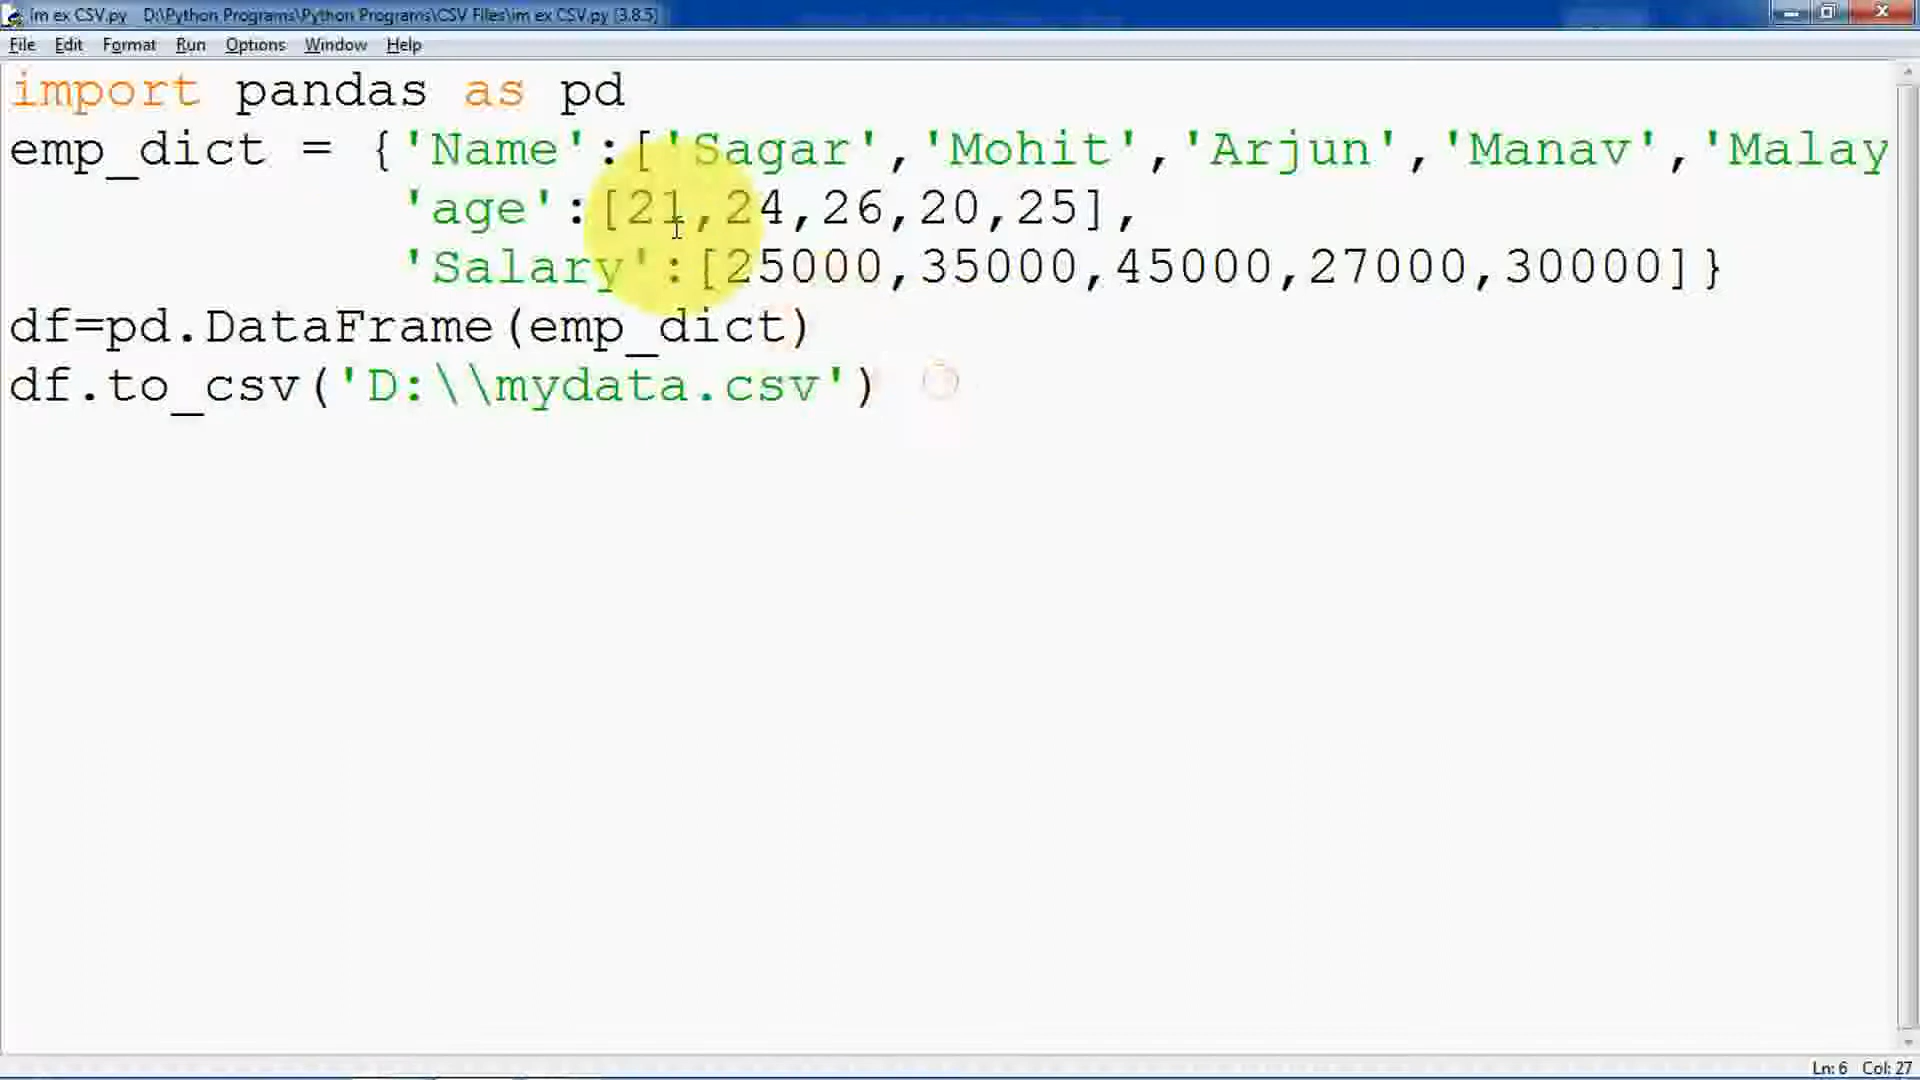 im ex CSV.py   D:\Python Programs\Python Programs\CSV Files\im ex CSV.py (3.8.5)
File   Edit   Format   Run   Options   Window   Help
import pandas as pd
emp_dict = {'Name':['Sagar','Mohit','Arjun','Manav','Malay
'age':[21,24,26,20,25],
'Salary':[25000,35000,45000,27000,30000]}
df=pd.DataFrame(emp_dict)
df.to_csv('D:\\mydata.csv')
Ln: 6   Col: 27